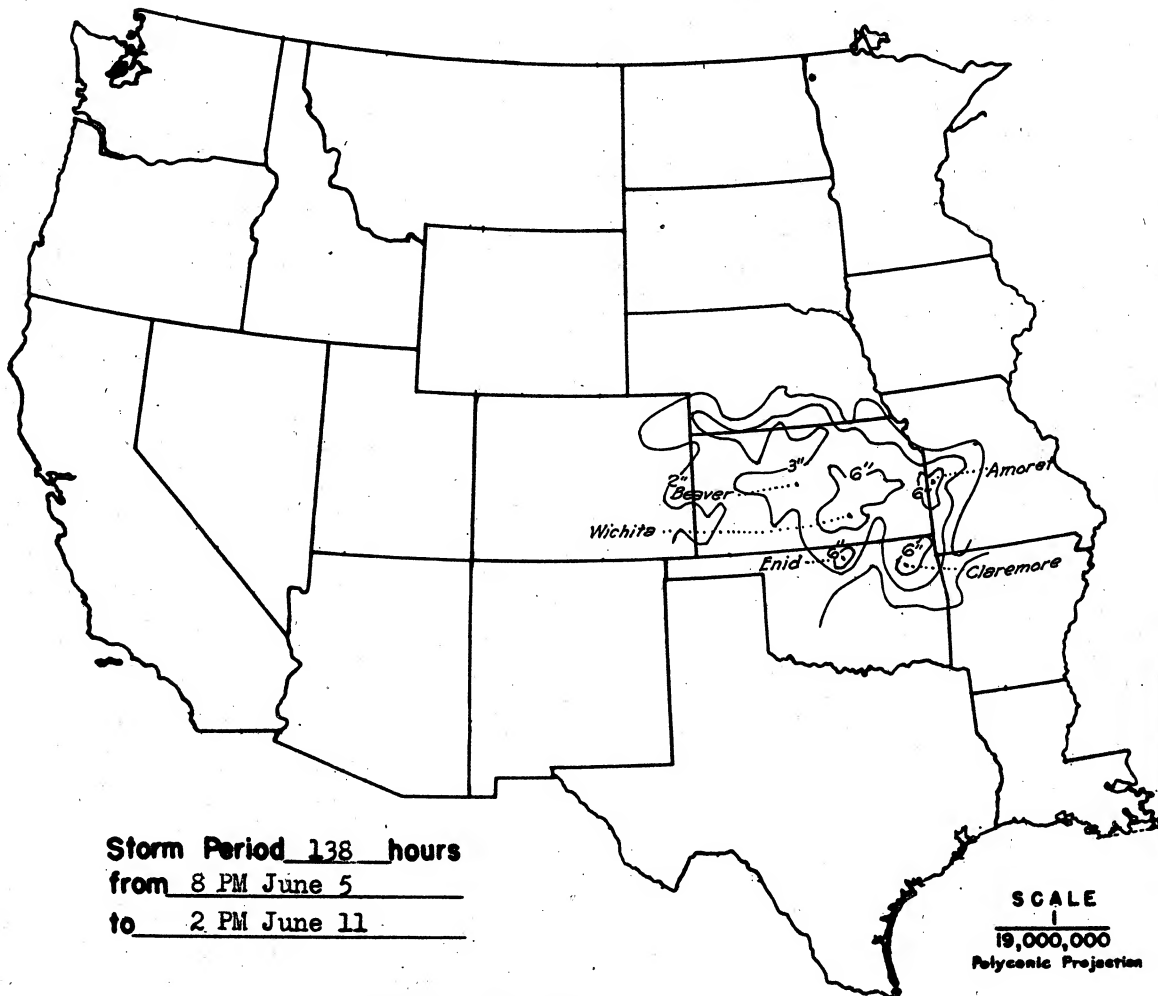 3"
6"
Amoret
2"
Beaver
6"
Wichita
Enid
6"
6"
Claremore
Storm Period 138 hours
from 8 PM June 5
to 2 PM June 11
SCALE
1
19,000,000
Polyconic Projection